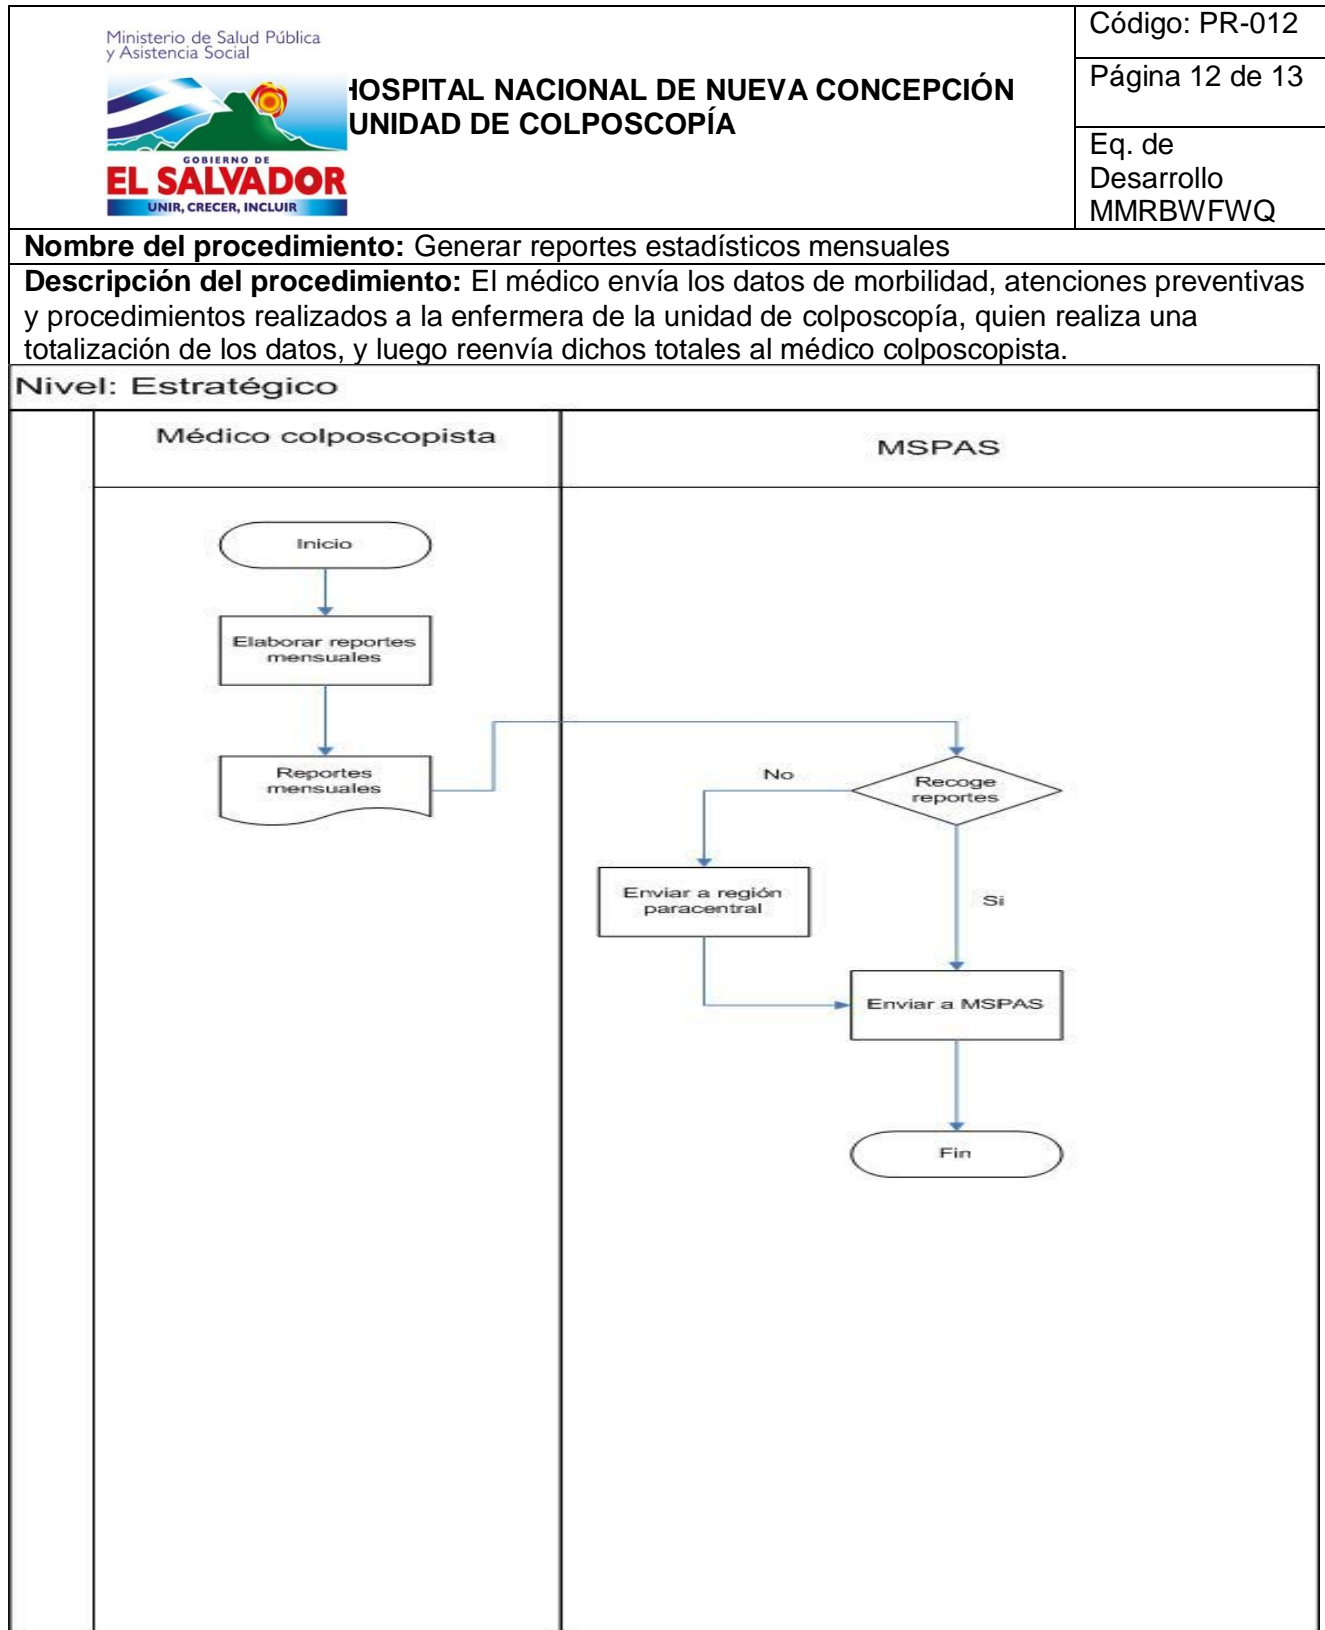 Ministerio de Salud Pública
y Asistencia Social
GOBIERNO DE
EL SALVADOR
UNIR, CRECER, INCLUIR
HOSPITAL NACIONAL DE NUEVA CONCEPCIÓN
UNIDAD DE COLPOSCOPÍA
Código: PR-012
Página 12 de 13
Eq. de
Desarrollo
MMRBWFWQ
Nombre del procedimiento: Generar reportes estadísticos mensuales
Descripción del procedimiento: El médico envía los datos de morbilidad, atenciones preventivas
y procedimientos realizados a la enfermera de la unidad de colposcopía, quien realiza una
totalización de los datos, y luego reenvía dichos totales al médico colposcopista.
Nivel: Estratégico
Médico colposcopista
MSPAS
Inicio
Elaborar reportes
mensuales
Reportes
mensuales
No
Recoge
reportes
Enviar a región
paracentral
Si
Enviar a MSPAS
Fin